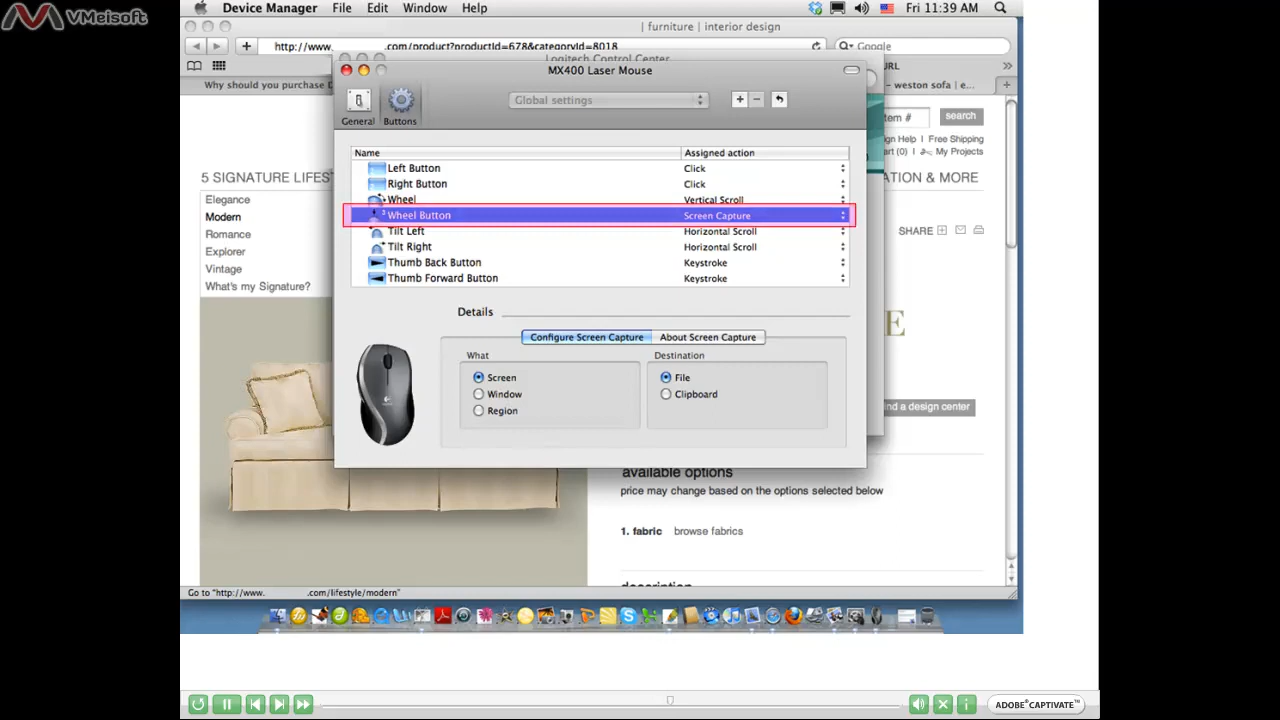 VMeisoft
Device Manager File Edit Window Help Fri 11:39 AM
| furniture | interior design
http://www. .com/product?productId=678&categoryId=8018
Google
Logitech Control Center
URL
MX400 Laser Mouse
Why should you purchase
- weston sofa | e...
Global settings
General
Buttons
item #
search
Free Shipping
My Projects
Name Assigned action
Left Button Click
Right Button Click
Wheel Vertical Scroll
Wheel Button Screen Capture
Tilt Left Horizontal Scroll
Tilt Right Horizontal Scroll
Thumb Back Button Keystroke
Thumb Forward Button Keystroke
5 SIGNATURE
& MORE
Elegance
Modern
Romance
Explorer
Vintage
What's my Signature?
SHARE
Details
Configure Screen Capture About Screen Capture
What
Screen
Window
Region
Destination
File
Clipboard
E
a design center
available options
price may change based on the options selected below
1. fabric browse fabrics
description
Go to "http://www. .com/lifestyle/modern"
ADOBE® CAPTIVATE™